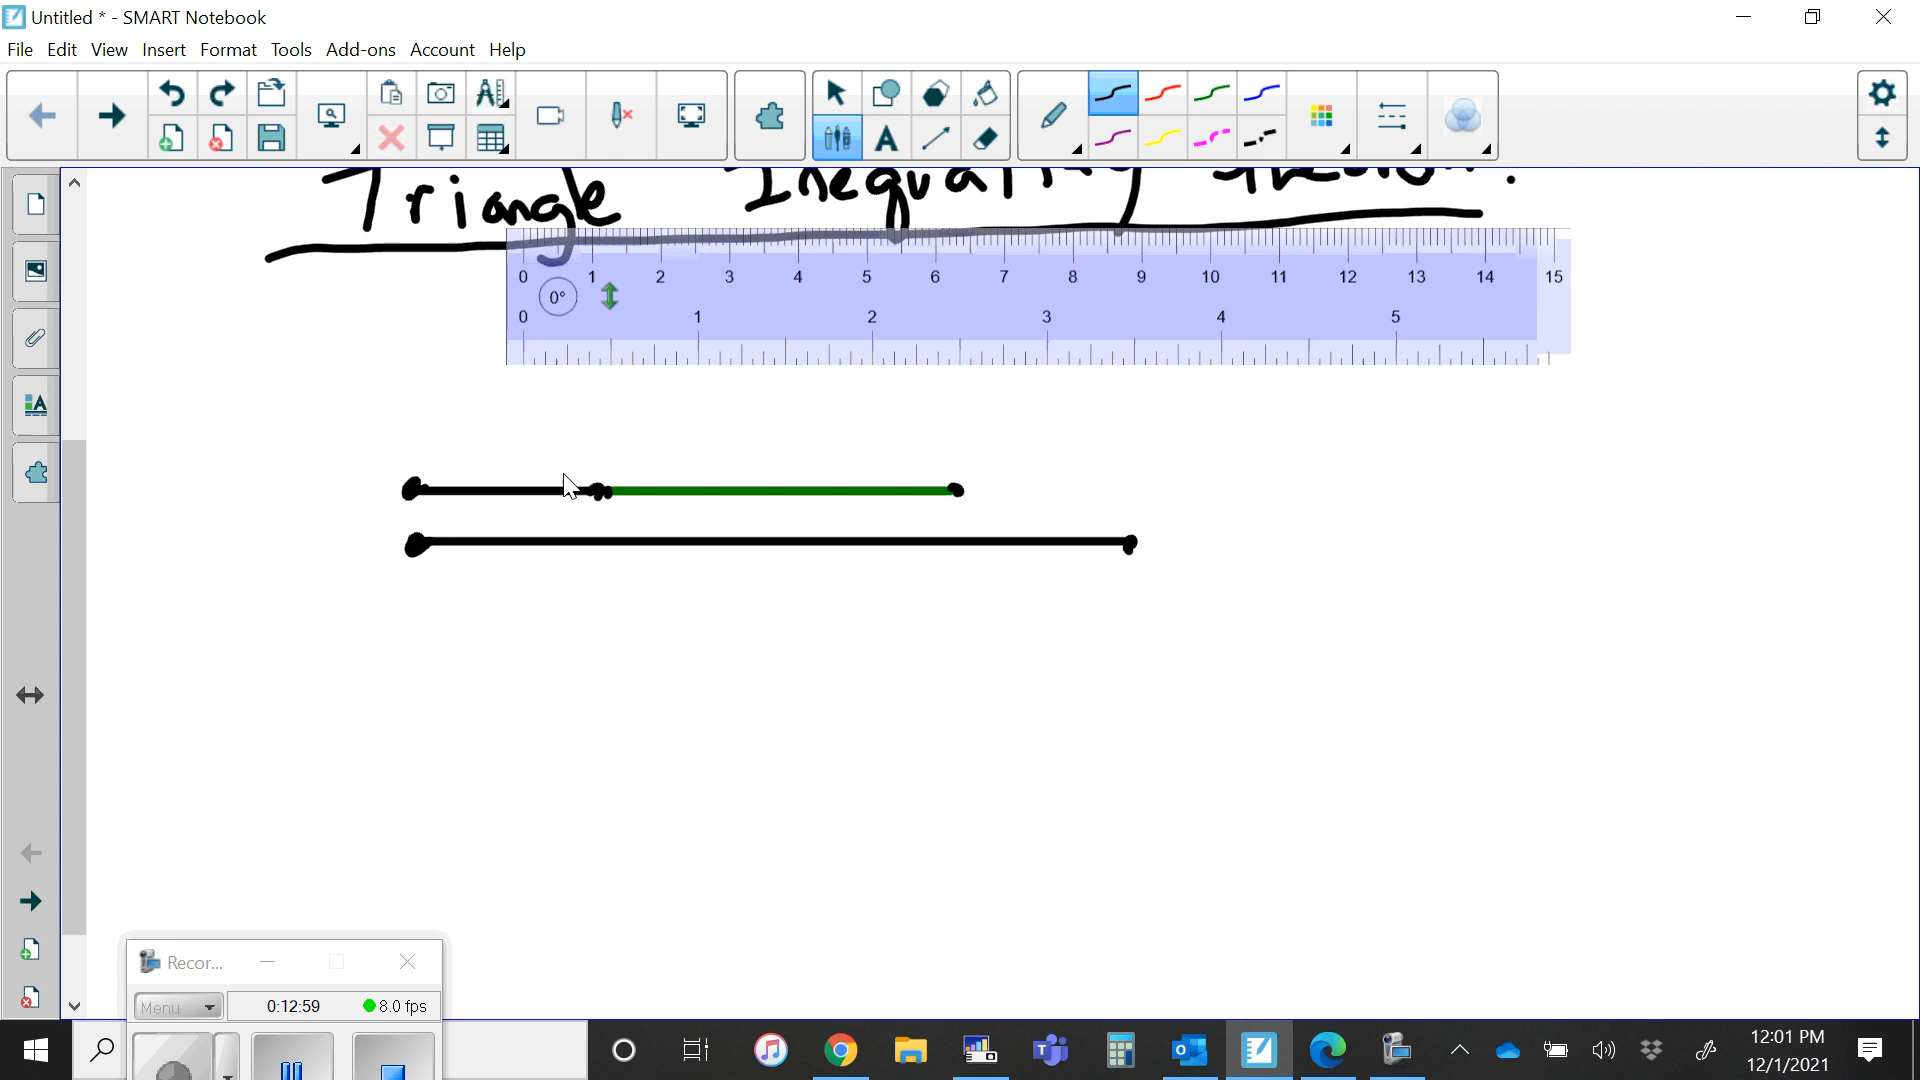 Untitled * - SMART Notebook
File Edit View Insert Format Tools Add-ons Account Help
Triangle Inequality
0 1 2 3 4 5 6 7 8 9 10 11 12 13 14 15
0°
0 1 2 3 4 5
Recor...
Menu 0:12:59 8.0 fps
12:01 PM
12/1/2021